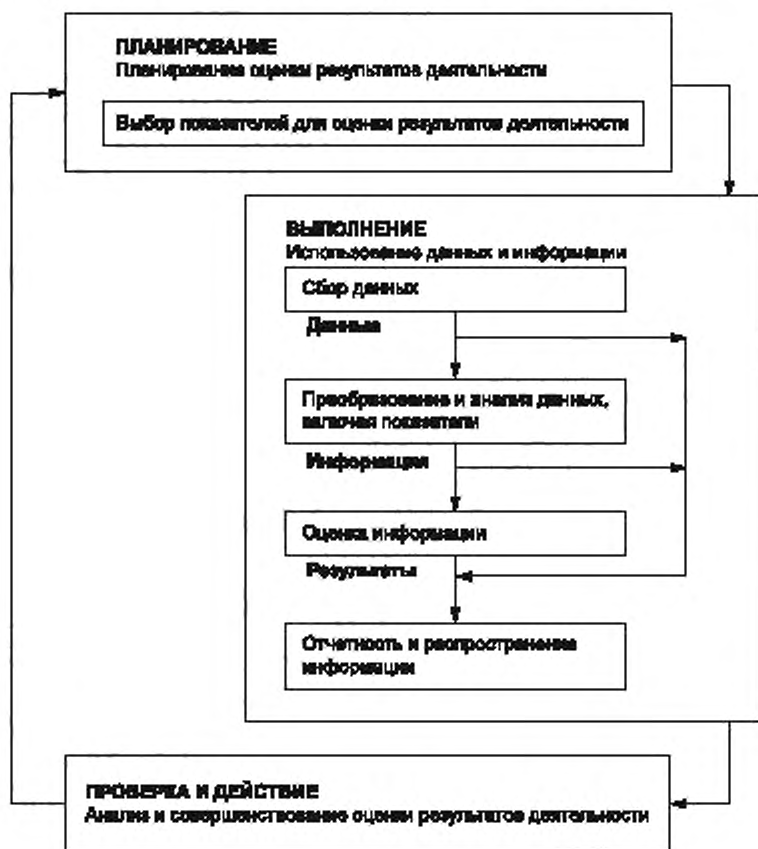 ПЛАНИРОВАНИЕ
Планирование оценки результатов деятельности
Выбор показателей для оценки результатов деятельности
ВЫПОЛНЕНИЕ
Использование данных и информации
Сбор данных
Данные
Преобразование и анализ данных,
включая показатели
Информация
Оценка информации
Результаты
Отчетность и распространение
информации
ПРОВЕРКА И ДЕЙСТВИЕ
Анализ и совершенствование оценки результатов деятельности